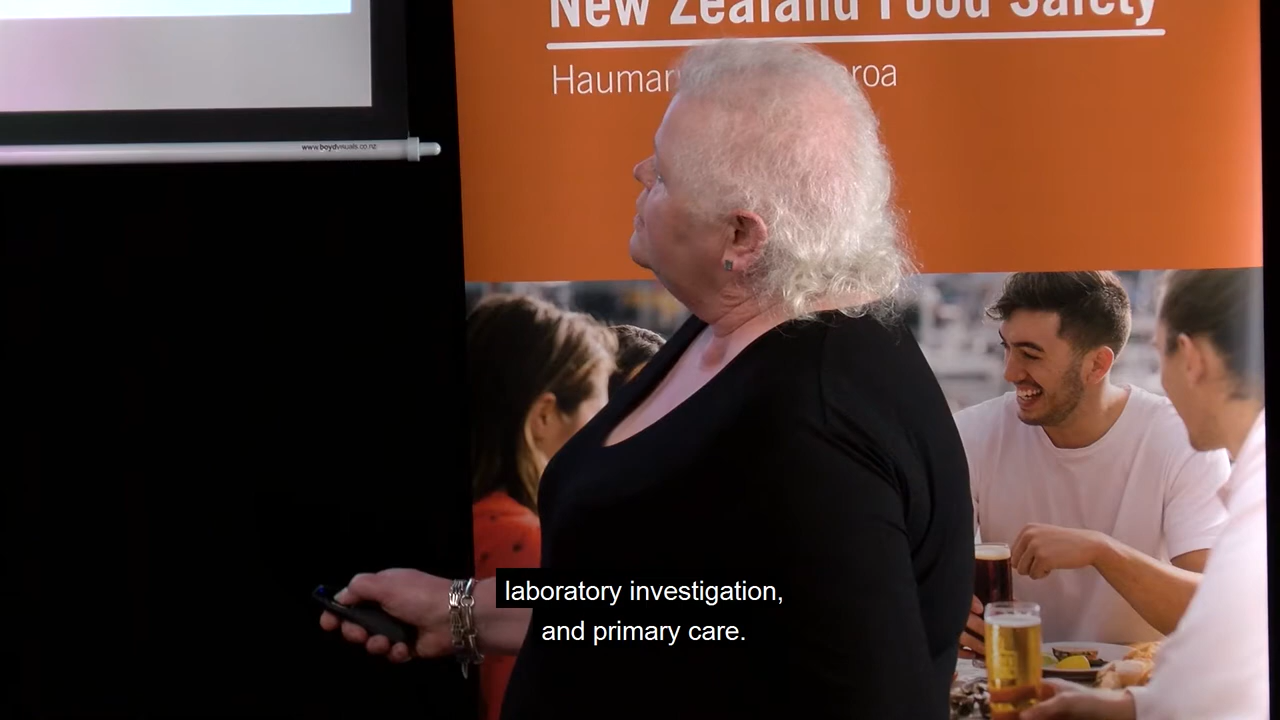 New Zealand Food Safety
Haumar roa
www.boydvisuals.co.nz
laboratory investigation,
and primary care.